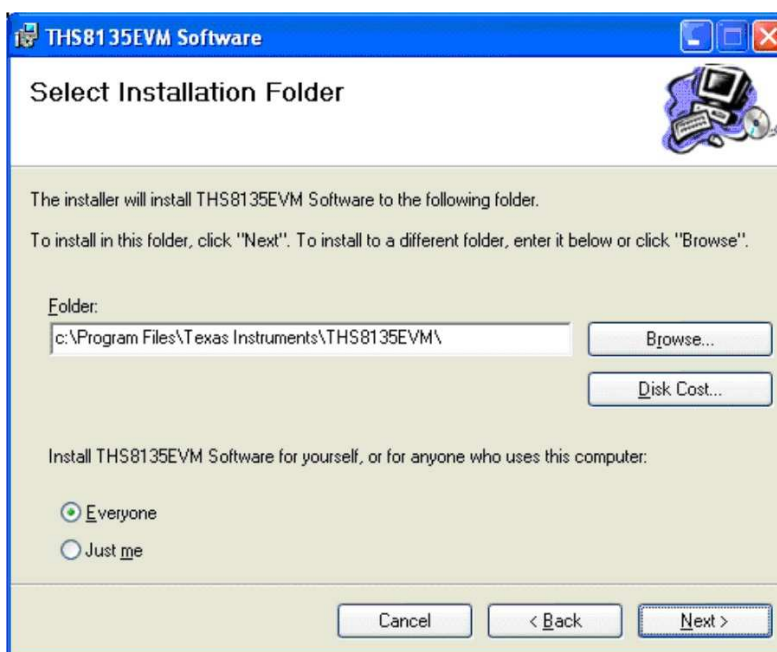 THS8135EVM Software
Select Installation Folder
The installer will install THS8135EVM Software to the following folder.
To install in this folder, click "Next". To install to a different folder, enter it below or click "Browse".
Folder:
c:\Program Files\Texas Instruments\THS8135EVM\
Browse...
Disk Cost...
Install THS8135EVM Software for yourself, or for anyone who uses this computer:
Everyone
Just me
Cancel
< Back
Next >